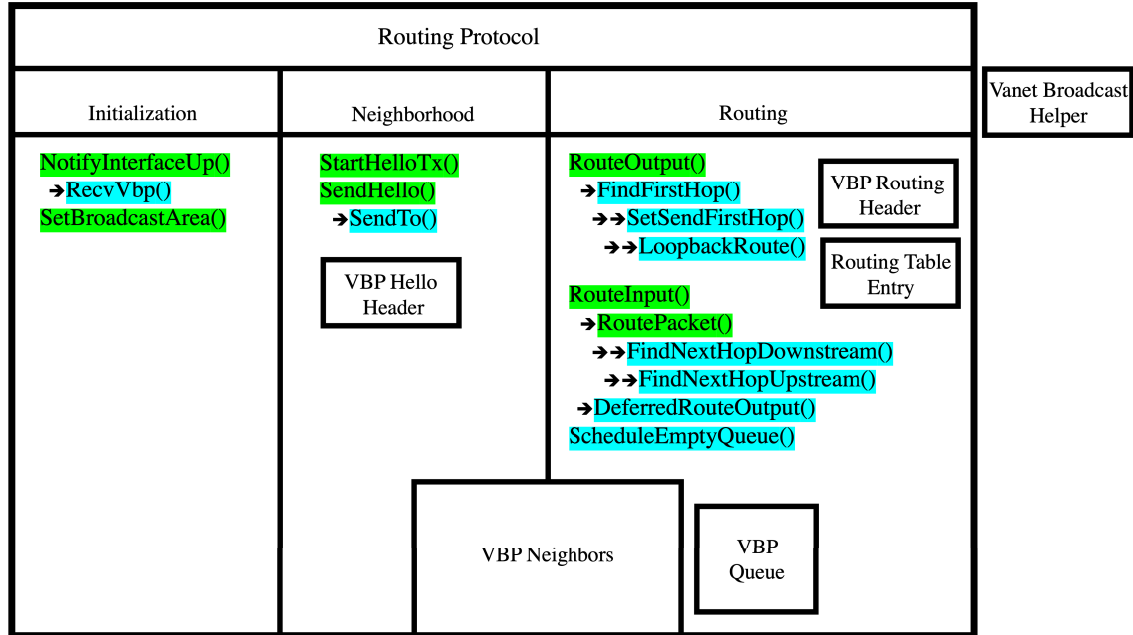 Routing Protocol
Vanet Broadcast
Helper
Initialization
Neighborhood
Routing
NotifyInterfaceUp()
➔RecvVbp()
SetBroadcastArea()
StartHelloTx()
SendHello()
➔SendTo()
VBP Hello
Header
RouteOutput()
➔FindFirstHop()
➔➔SetSendFirstHop()
➔➔LoopbackRoute()
VBP Routing
Header
Routing Table
Entry
RouteInput()
➔RoutePacket()
➔➔FindNextHopDownstream()
➔➔FindNextHopUpstream()
➔DeferredRouteOutput()
ScheduleEmptyQueue()
VBP Neighbors
VBP
Queue